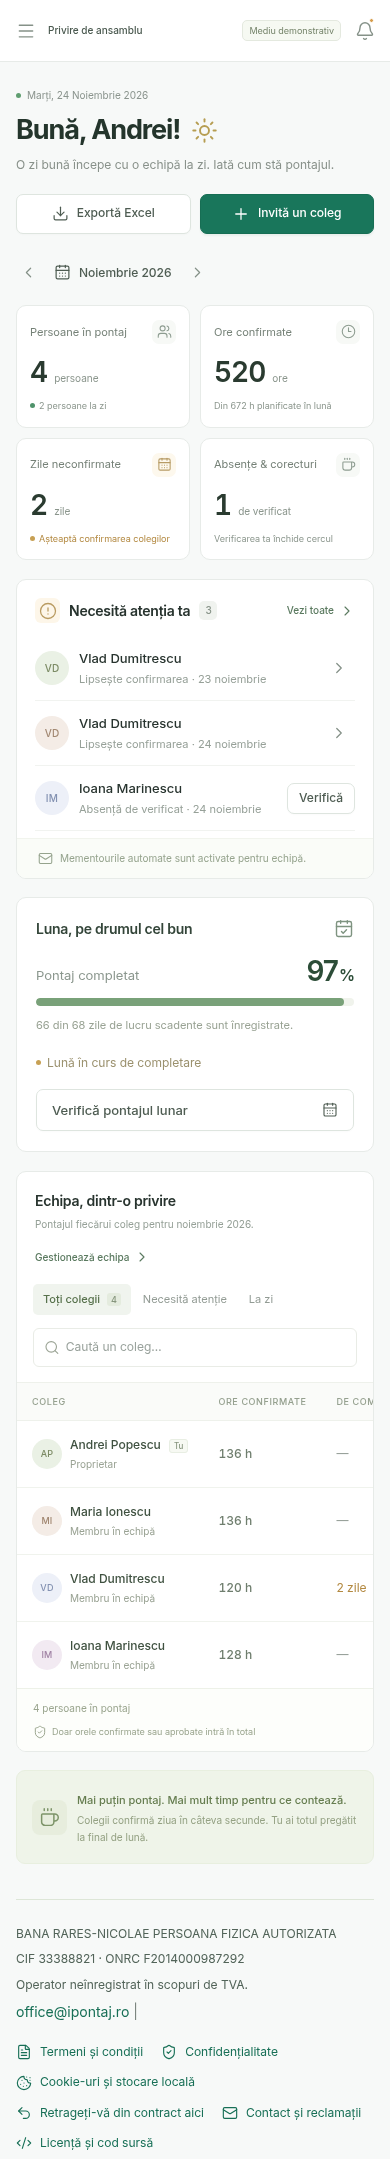 Privire de ansamblu
Mediu demonstrativ
Marți, 24 Noiembrie 2026
Bună, Andrei!
O zi bună începe cu o echipă la zi. Iată cum stă pontajul.
Exportă Excel
Invită un coleg
Noiembrie 2026
Persoane în pontaj
4 persoane
2 persoane la zi
Ore confirmate
520 ore
Din 672 h planificate în lună
Zile neconfirmate
2 zile
Așteaptă confirmarea colegilor
Absențe & corecturi
1 de verificat
Verificarea ta închide cercul
Necesită atenția ta 3
Vezi toate
VD
Vlad Dumitrescu
Lipsește confirmarea · 23 noiembrie
VD
Vlad Dumitrescu
Lipsește confirmarea · 24 noiembrie
IM
Ioana Marinescu
Absență de verificat · 24 noiembrie
Verifică
Mementourile automate sunt activate pentru echipă.
Luna, pe drumul cel bun
Pontaj completat
97%
66 din 68 zile de lucru scadente sunt înregistrate.
Lună în curs de completare
Verifică pontajul lunar
Echipa, dintr-o privire
Pontajul fiecărui coleg pentru noiembrie 2026.
Gestionează echipa
Toți colegii 4
Necesită atenție
La zi
Caută un coleg...
COLEG
ORE CONFIRMATE
DE COM
AP
Andrei Popescu Tu
Proprietar
136 h
—
MI
Maria Ionescu
Membru în echipă
136 h
—
VD
Vlad Dumitrescu
Membru în echipă
120 h
2 zile
IM
Ioana Marinescu
Membru în echipă
128 h
—
4 persoane în pontaj
Doar orele confirmate sau aprobate intră în total
Mai puțin pontaj. Mai mult timp pentru ce contează.
Colegii confirmă ziua în câteva secunde. Tu ai totul pregătit
la final de lună.
BANA RARES-NICOLAE PERSOANA FIZICA AUTORIZATA
CIF 33388821 · ONRC F2014000987292
Operator neînregistrat în scopuri de TVA.
office@ipontaj.ro |
Termeni și condiții
Confidențialitate
Cookie-uri și stocare locală
Retrageți-vă din contract aici
Contact și reclamații
Licență și cod sursă